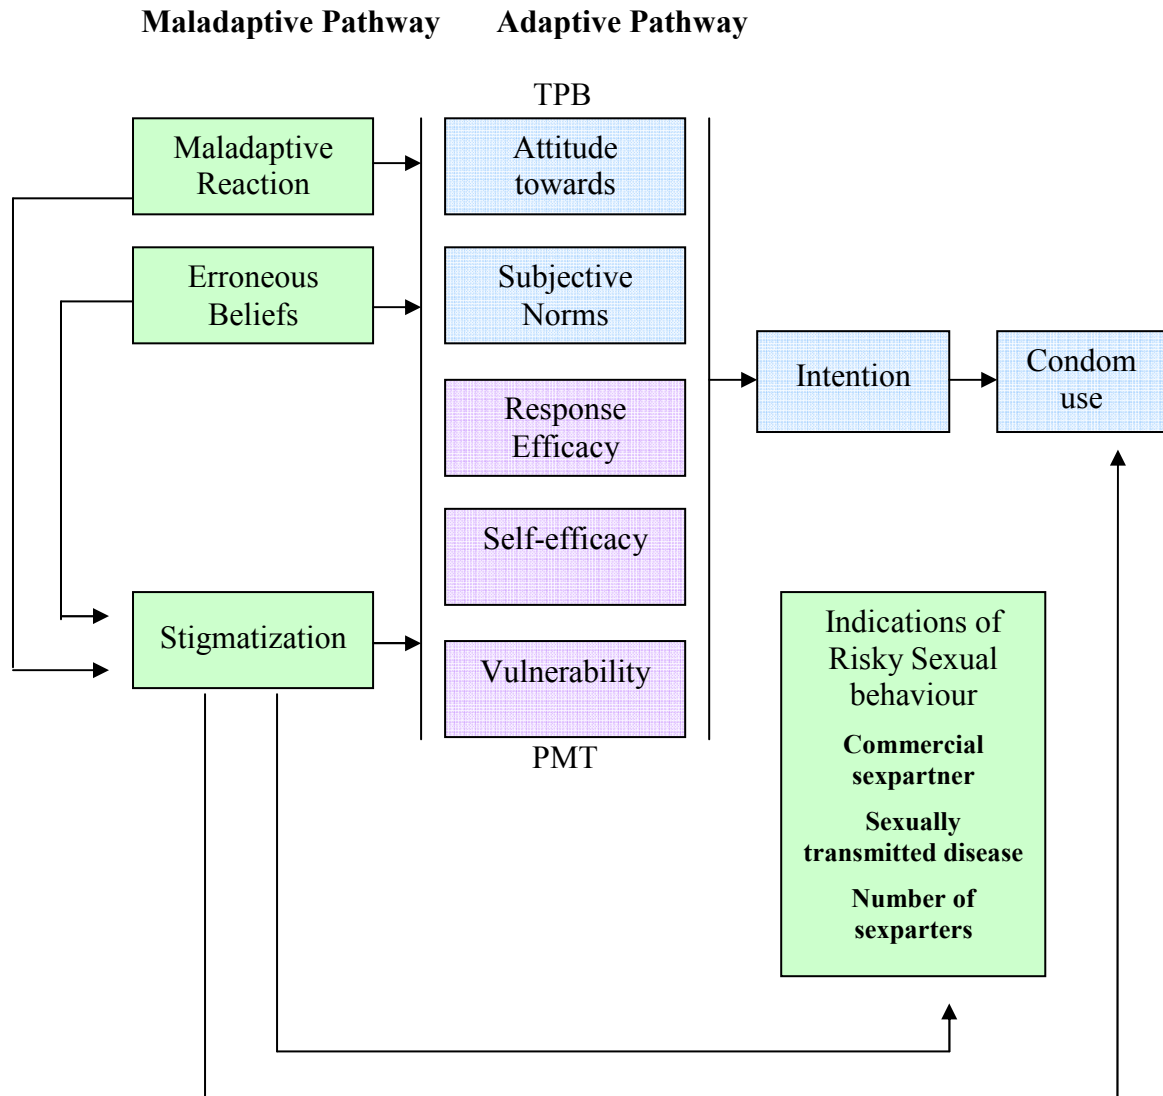 Maladaptive Pathway
Adaptive Pathway
TPB
Maladaptive
Reaction
Attitude
towards
Erroneous
Beliefs
Subjective
Norms
Response
Efficacy
Intention
Condom
use
Self-efficacy
Stigmatization
Vulnerability
PMT
Indications of
Risky Sexual
behaviour
Commercial
sexpartner
Sexually
transmitted disease
Number of
sexparters